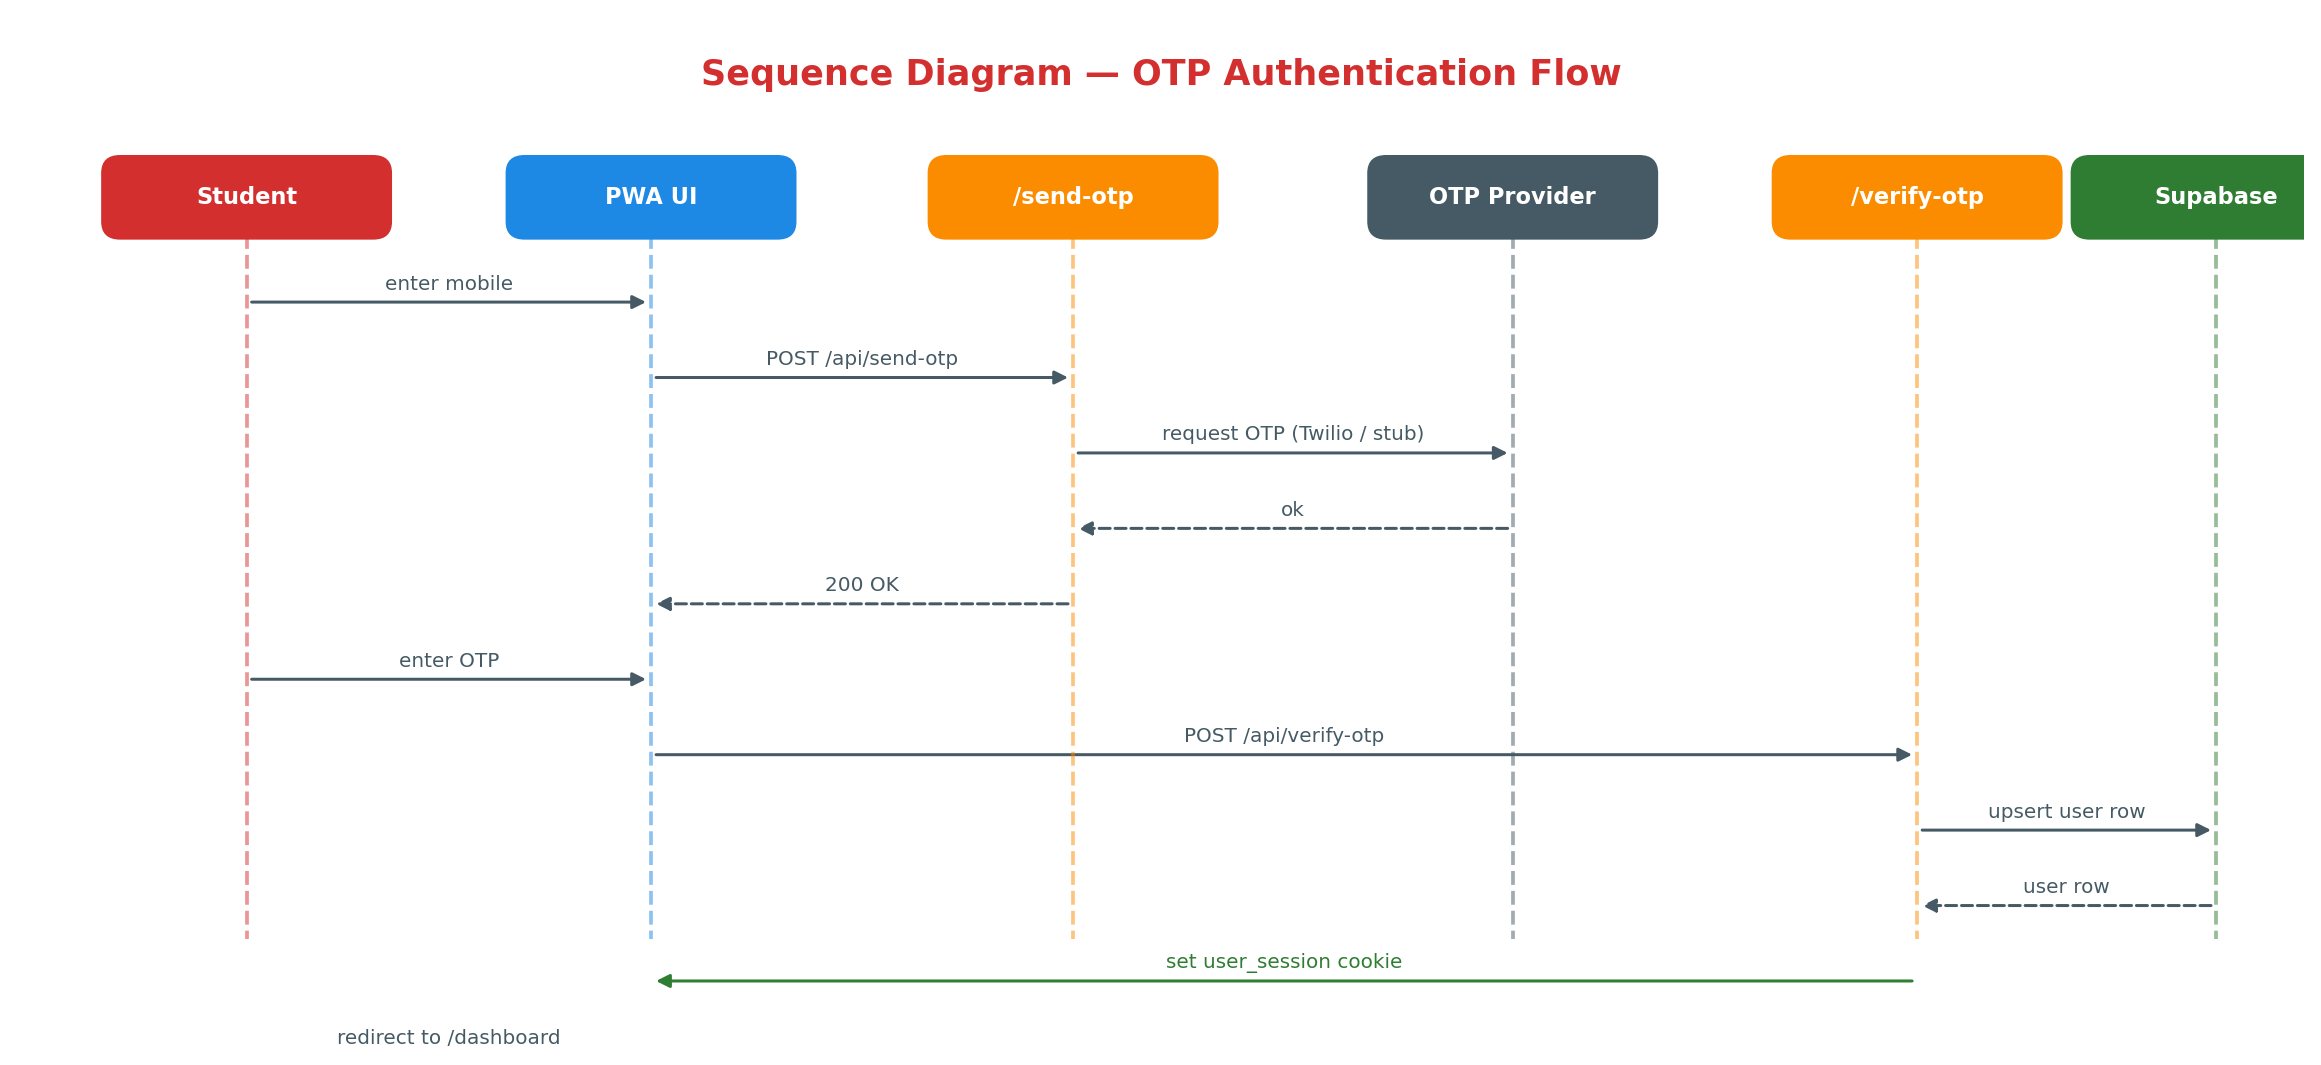 Sequence Diagram — OTP Authentication Flow
Student
PWA UI
/send-otp
OTP Provider
/verify-otp
Supabase
enter mobile
POST /api/send-otp
request OTP (Twilio / stub)
ok
200 OK
enter OTP
POST /api/verify-otp
upsert user row
user row
set user_session cookie
redirect to /dashboard